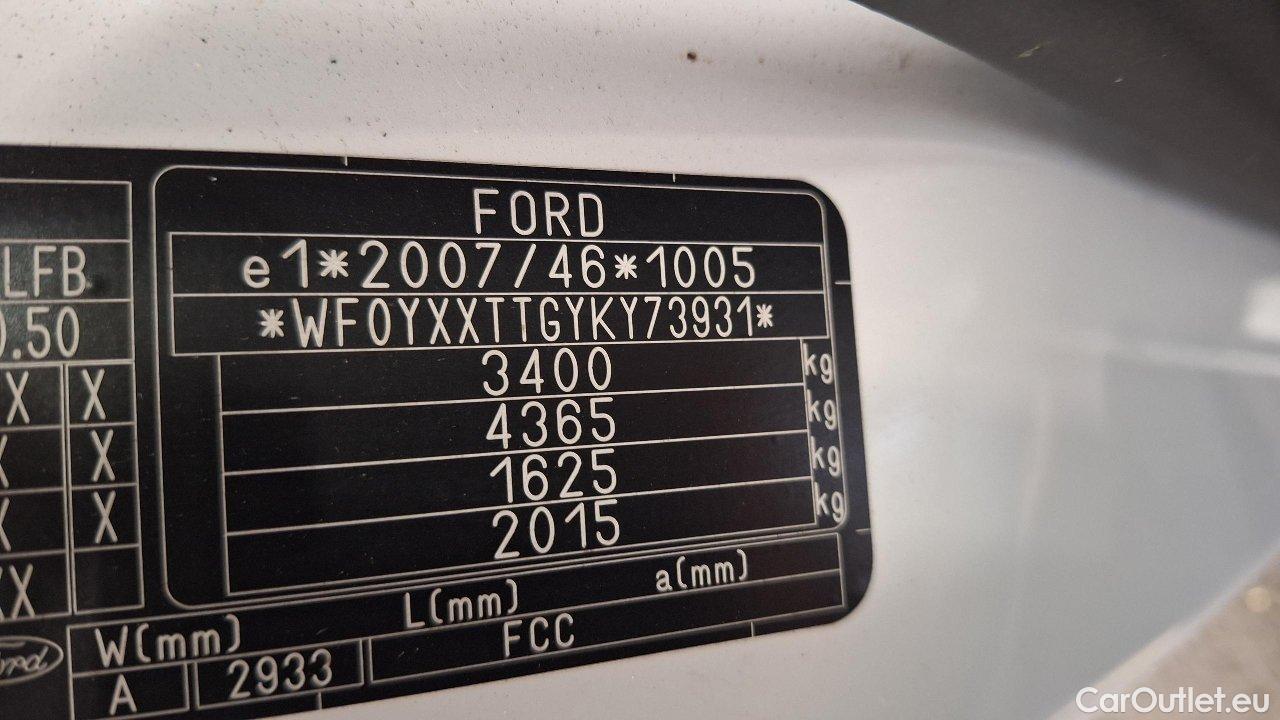 FORD
e1*2007/46*1005
*WF0YXXTTGYKY73931*
3400 kg
4365 kg
1625 kg
2015 kg
LFB
.50
X X
X
X
X
W(mm) L(mm) a(mm)
A 2933 FCC
Ford
CarOutlet.eu